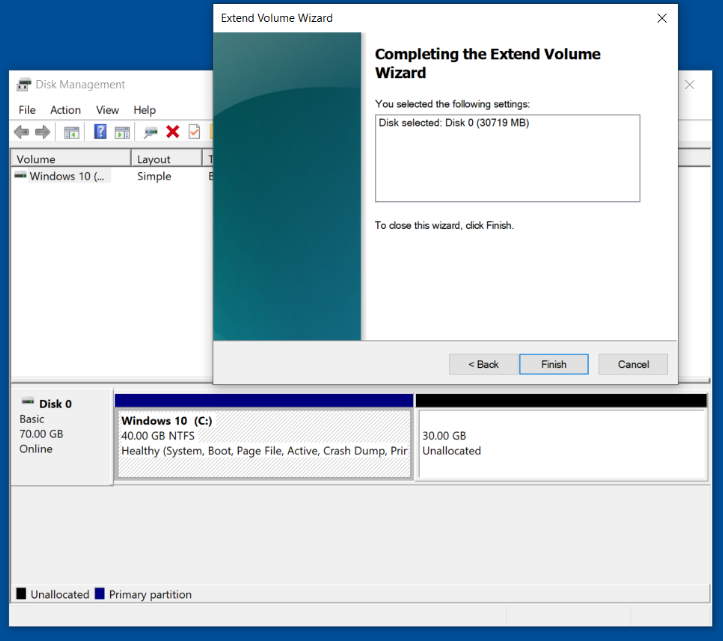 Extend Volume Wizard
Completing the Extend Volume
Wizard
You selected the following settings:
Disk selected: Disk 0 (30719 MB)
To close this wizard, click Finish.
< Back Finish Cancel
Disk Management
File Action View Help
Volume Layout T
Windows 10 (... Simple
Disk 0
Basic
70.00 GB
Online
Windows 10 (C:)
40.00 GB NTFS
Healthy (System, Boot, Page File, Active, Crash Dump, Prir
30.00 GB
Unallocated
Unallocated Primary partition